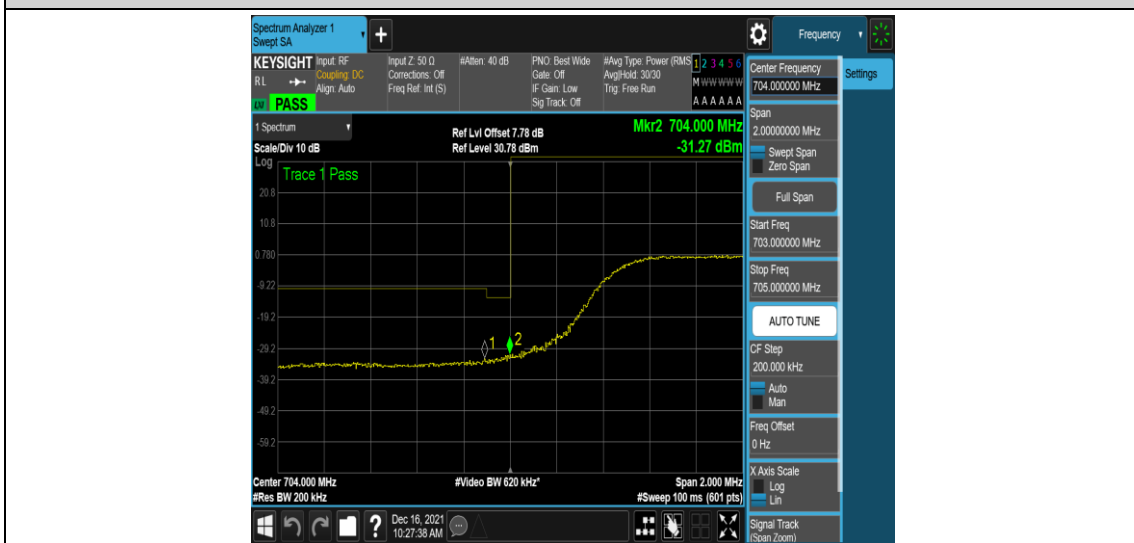 Spectrum Analyzer 1
Swept SA
+
Frequency
KEYSIGHT
RL
LV PASS
Input: RF
Coupling: DC
Align: Auto
Input Z: 50 Ω
Corrections: Off
Freq Ref: Int (S)
#Atten: 40 dB
PNO: Best Wide
Gate: Off
IF Gain: Low
Sig Track: Off
#Avg Type: Power (RMS
Avg|Hold: 30/30
Trig: Free Run
1 2 3 4 5 6
M W W W W W
A A A A A A
1 Spectrum
Scale/Div 10 dB
Ref Lvl Offset 7.78 dB
Ref Level 30.78 dBm
Mkr2 704.000 MHz
-31.27 dBm
Log
Trace 1 Pass
20.8
10.8
0.780
-9.22
-19.2
-29.2
-39.2
-49.2
-59.2
1
2
Center 704.000 MHz
#Res BW 200 kHz
#Video BW 620 kHz*
Span 2.000 MHz
#Sweep 100 ms (601 pts)
Center Frequency
704.000000 MHz
Settings
Span
2.00000000 MHz
Swept Span
Zero Span
Full Span
Start Freq
703.000000 MHz
Stop Freq
705.000000 MHz
AUTO TUNE
CF Step
200.000 kHz
Auto
Man
Freq Offset
0 Hz
X Axis Scale
Log
Lin
Signal Track
(Span Zoom)
?
Dec 16, 2021
10:27:38 AM